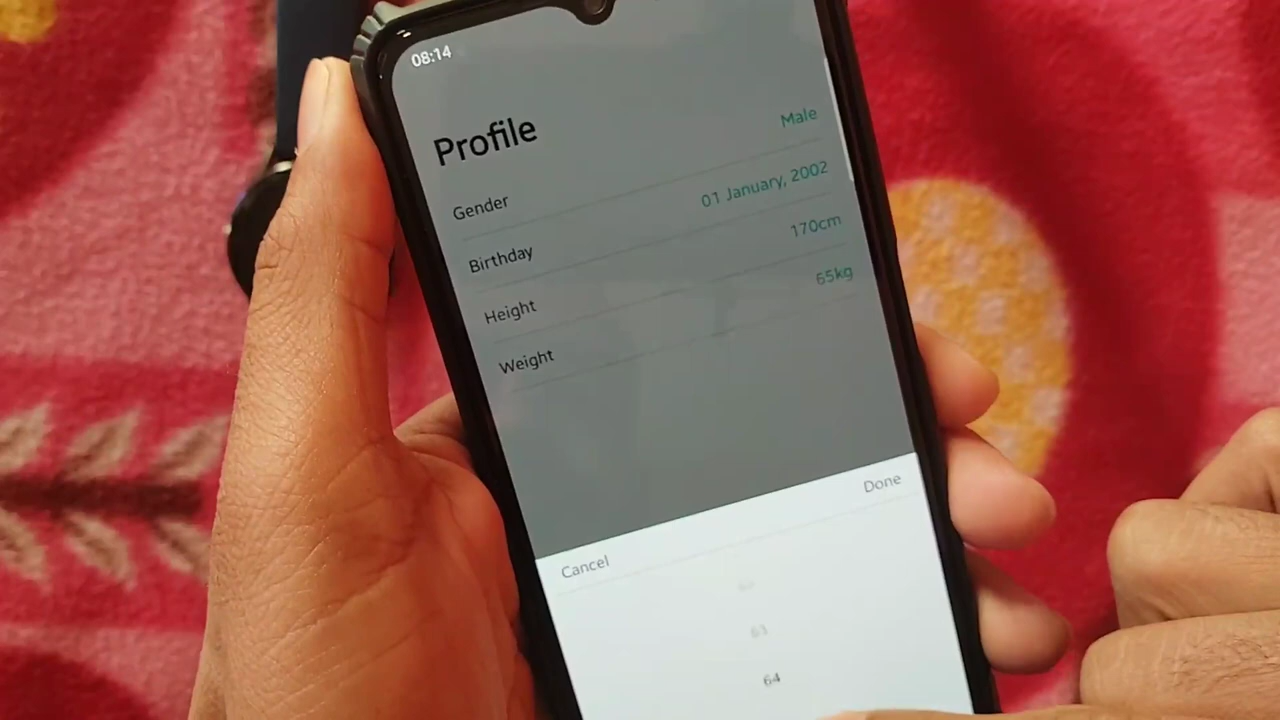 08:14
Profile
Gender Male
Birthday 01 January, 2002
Height 170cm
Weight 65kg
Cancel Done
63
64